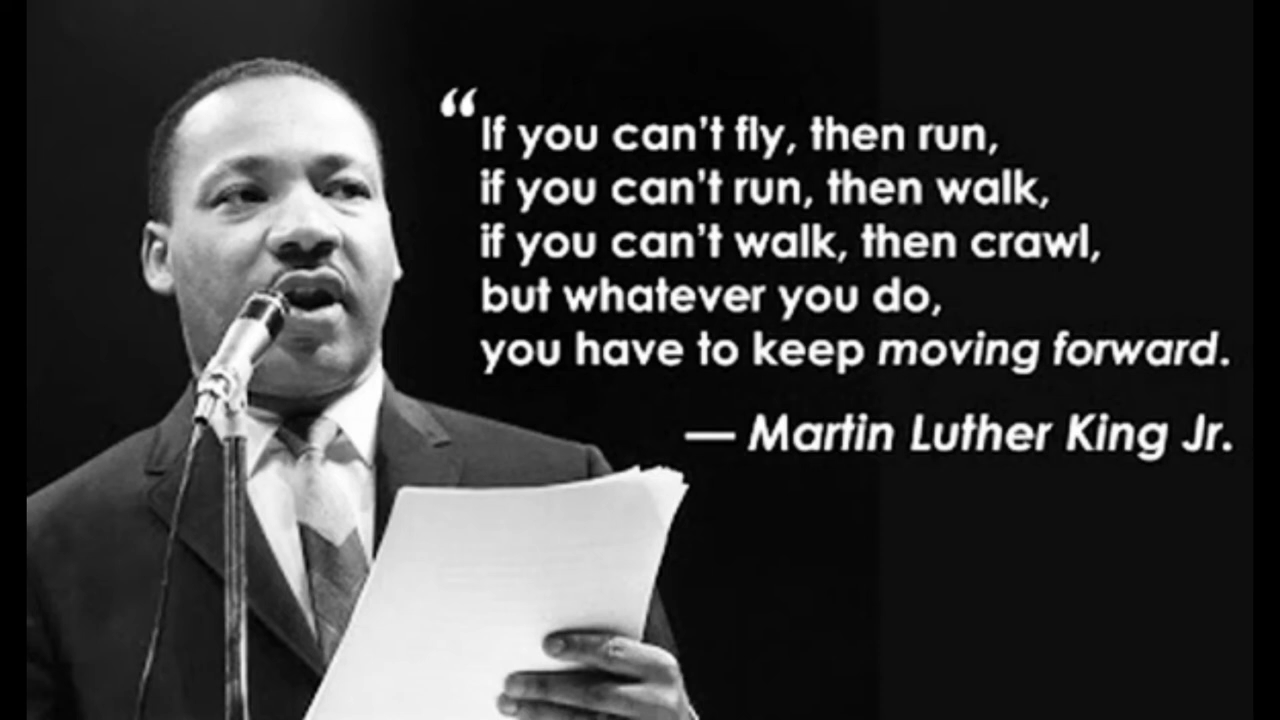 “If you can’t fly, then run,
if you can’t run, then walk,
if you can’t walk, then crawl,
but whatever you do,
you have to keep moving forward.
— Martin Luther King Jr.